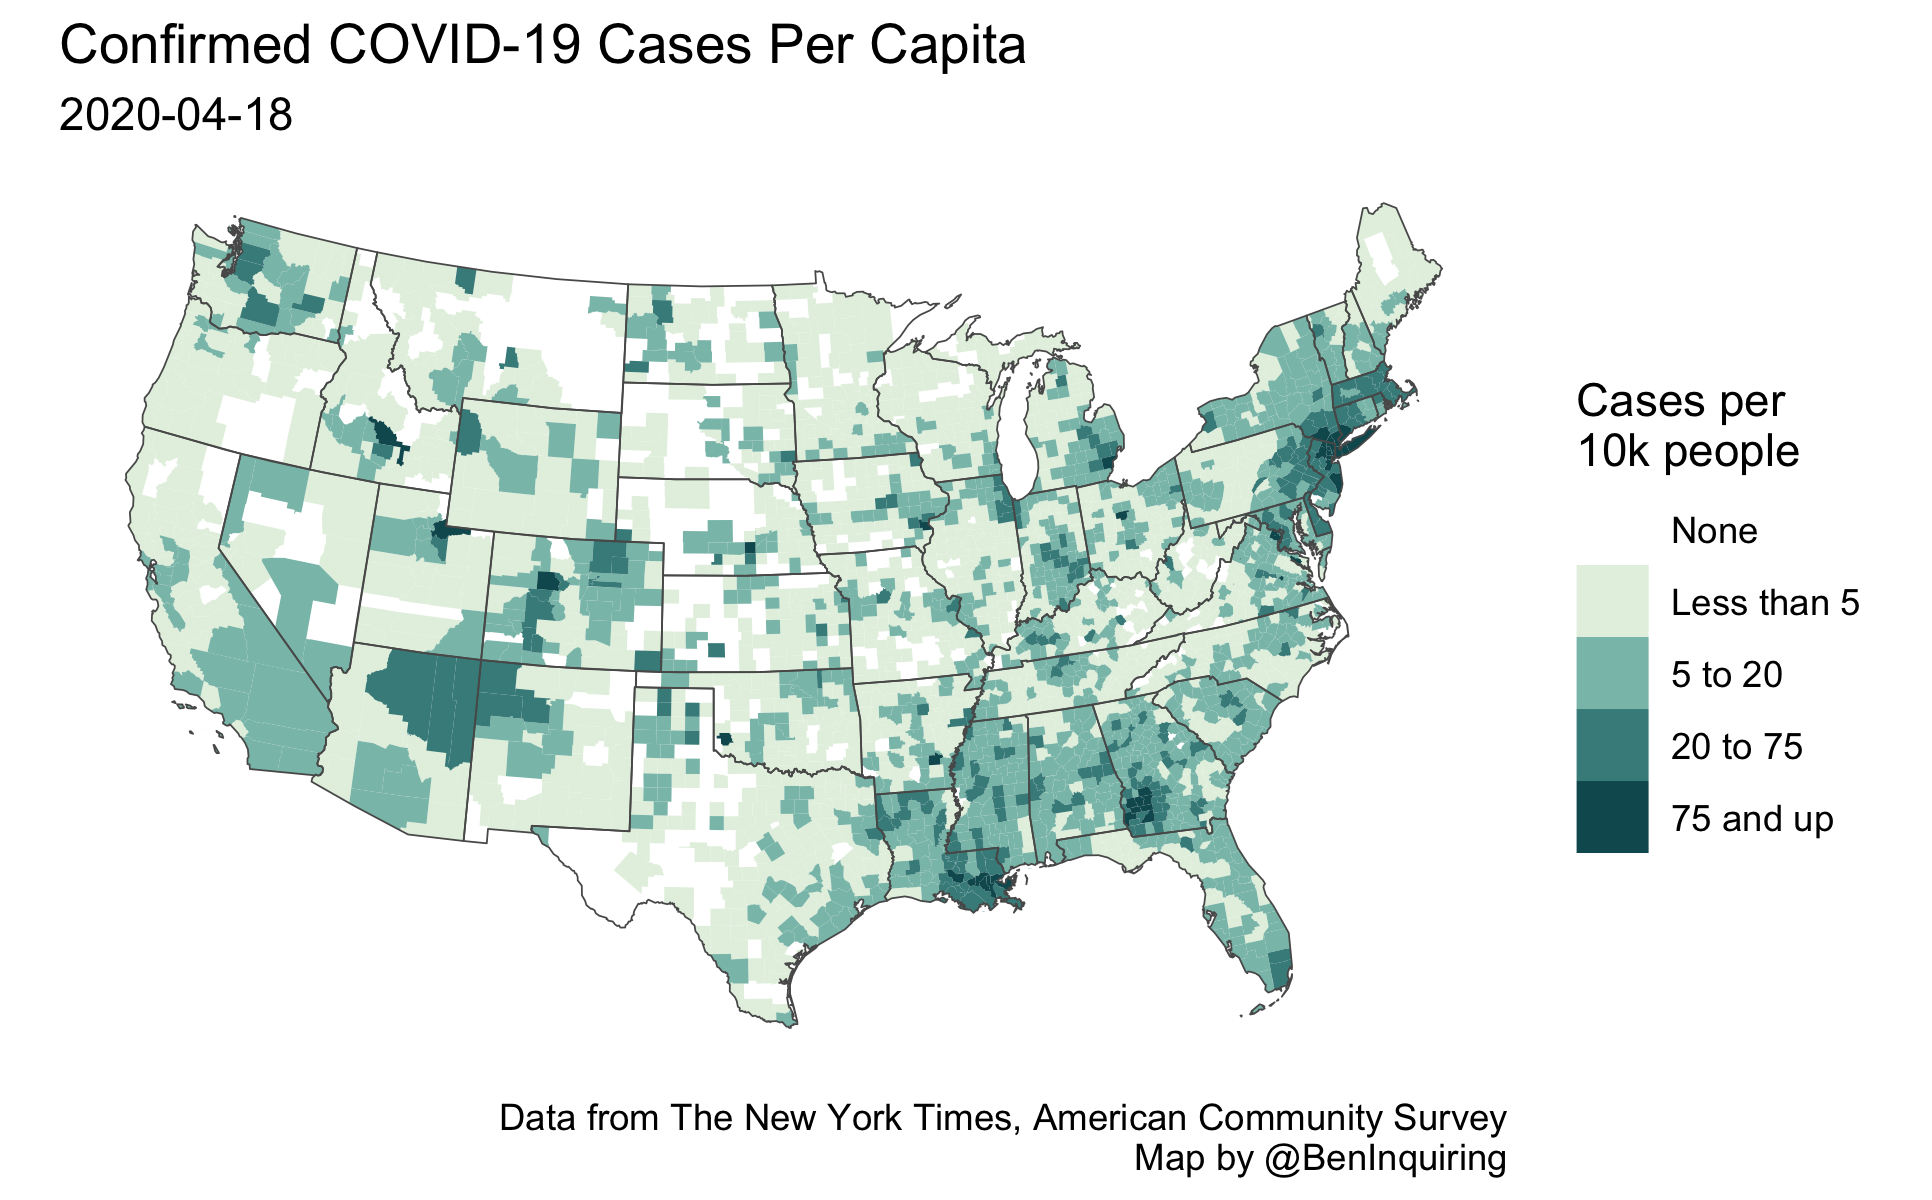 Confirmed COVID-19 Cases Per Capita
2020-04-18
Cases per
10k people
None
Less than 5
5 to 20
20 to 75
75 and up
Data from The New York Times, American Community Survey
Map by @BenInquiring